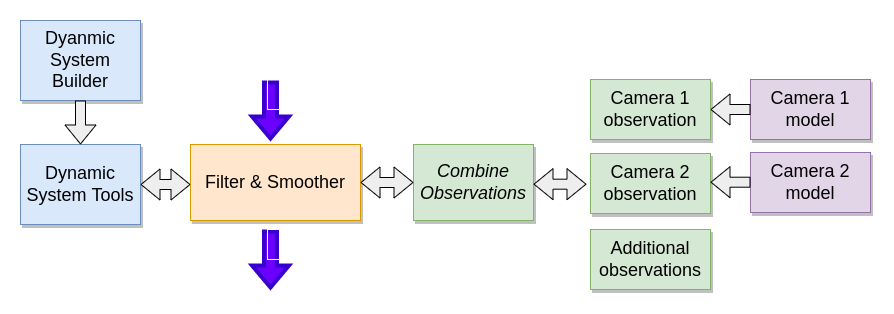 Dyanmic
System
Builder
Dynamic
System Tools
Filter & Smoother
Combine
Observations
Camera 1
observation
Camera 1
model
Camera 2
observation
Camera 2
model
Additional
observations